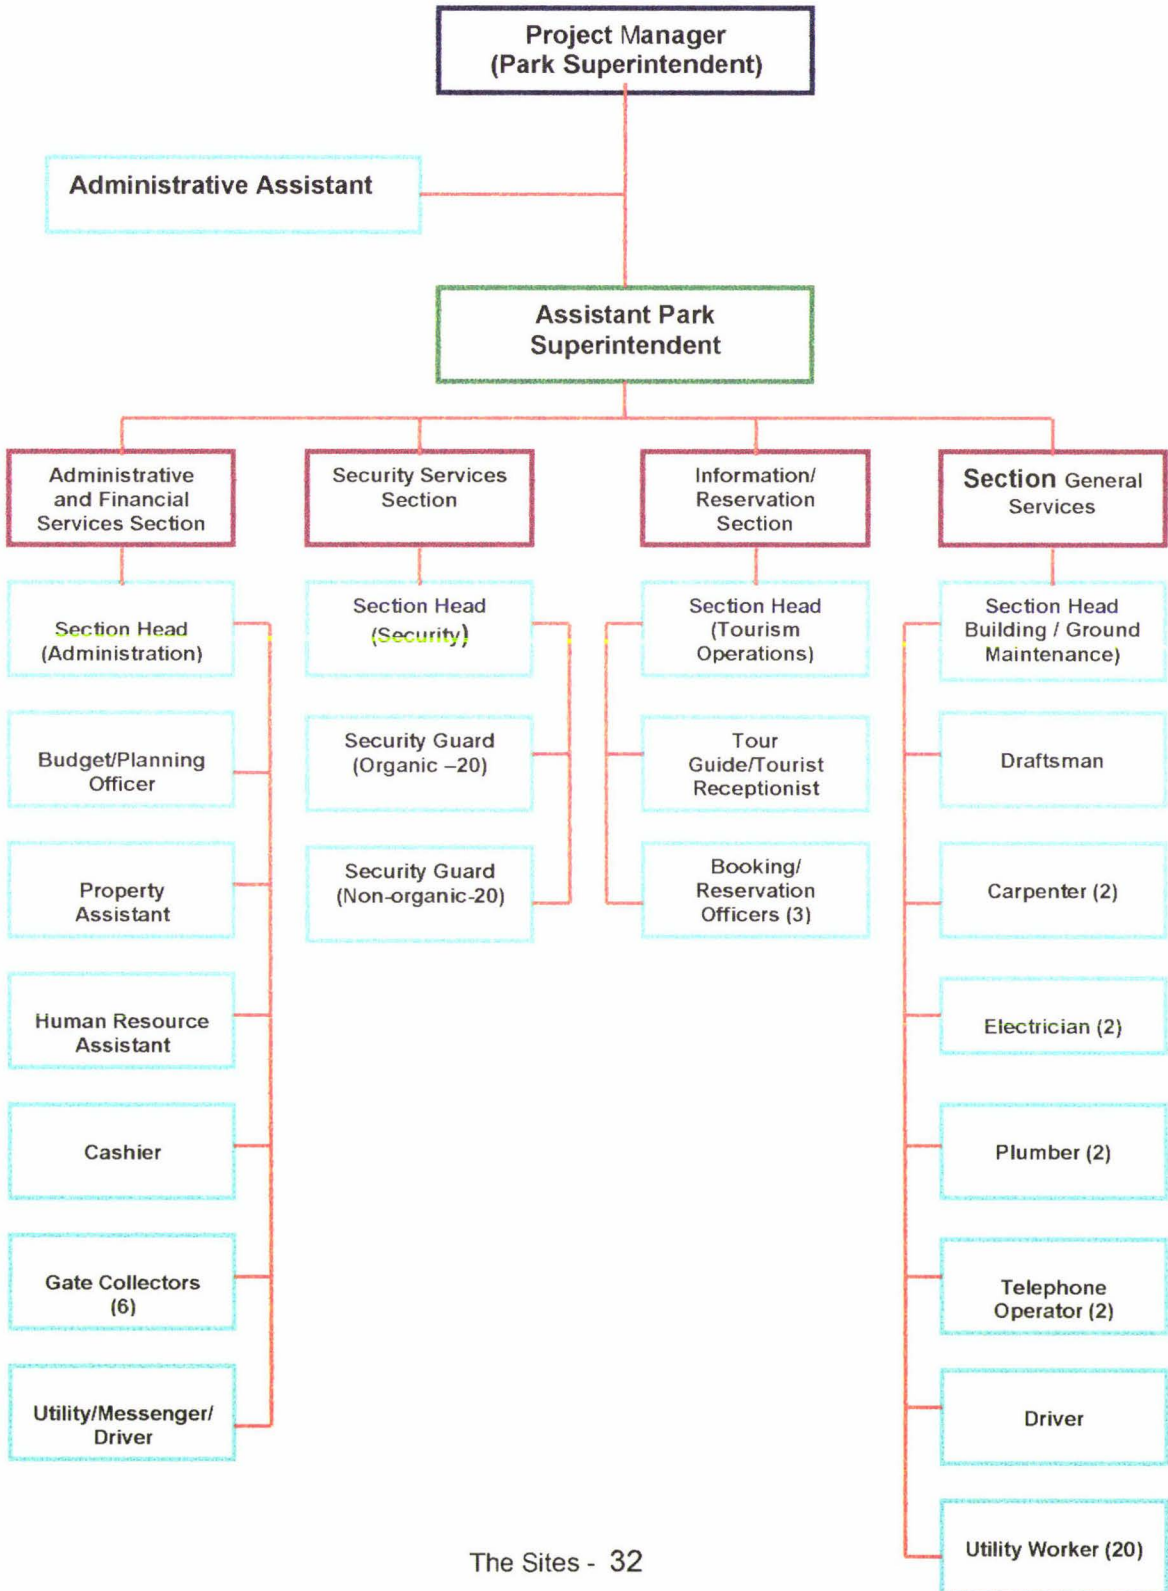 Project Manager
(Park Superintendent)
Administrative Assistant
Assistant Park
Superintendent
Administrative
and Financial
Services Section
Section Head
(Administration)
Budget/Planning
Officer
Property
Assistant
Human Resource
Assistant
Cashier
Gate Collectors
(6)
Utility/Messenger/
Driver
Security Services
Section
Section Head
(Security)
Security Guard
(Organic –20)
Security Guard
(Non-organic-20)
Information/
Reservation
Section
Section Head
(Tourism
Operations)
Tour
Guide/Tourist
Receptionist
Booking/
Reservation
Officers (3)
Section General
Services
Section Head
Building / Ground
Maintenance)
Draftsman
Carpenter (2)
Electrician (2)
Plumber (2)
Telephone
Operator (2)
Driver
Utility Worker (20)
The Sites - 32